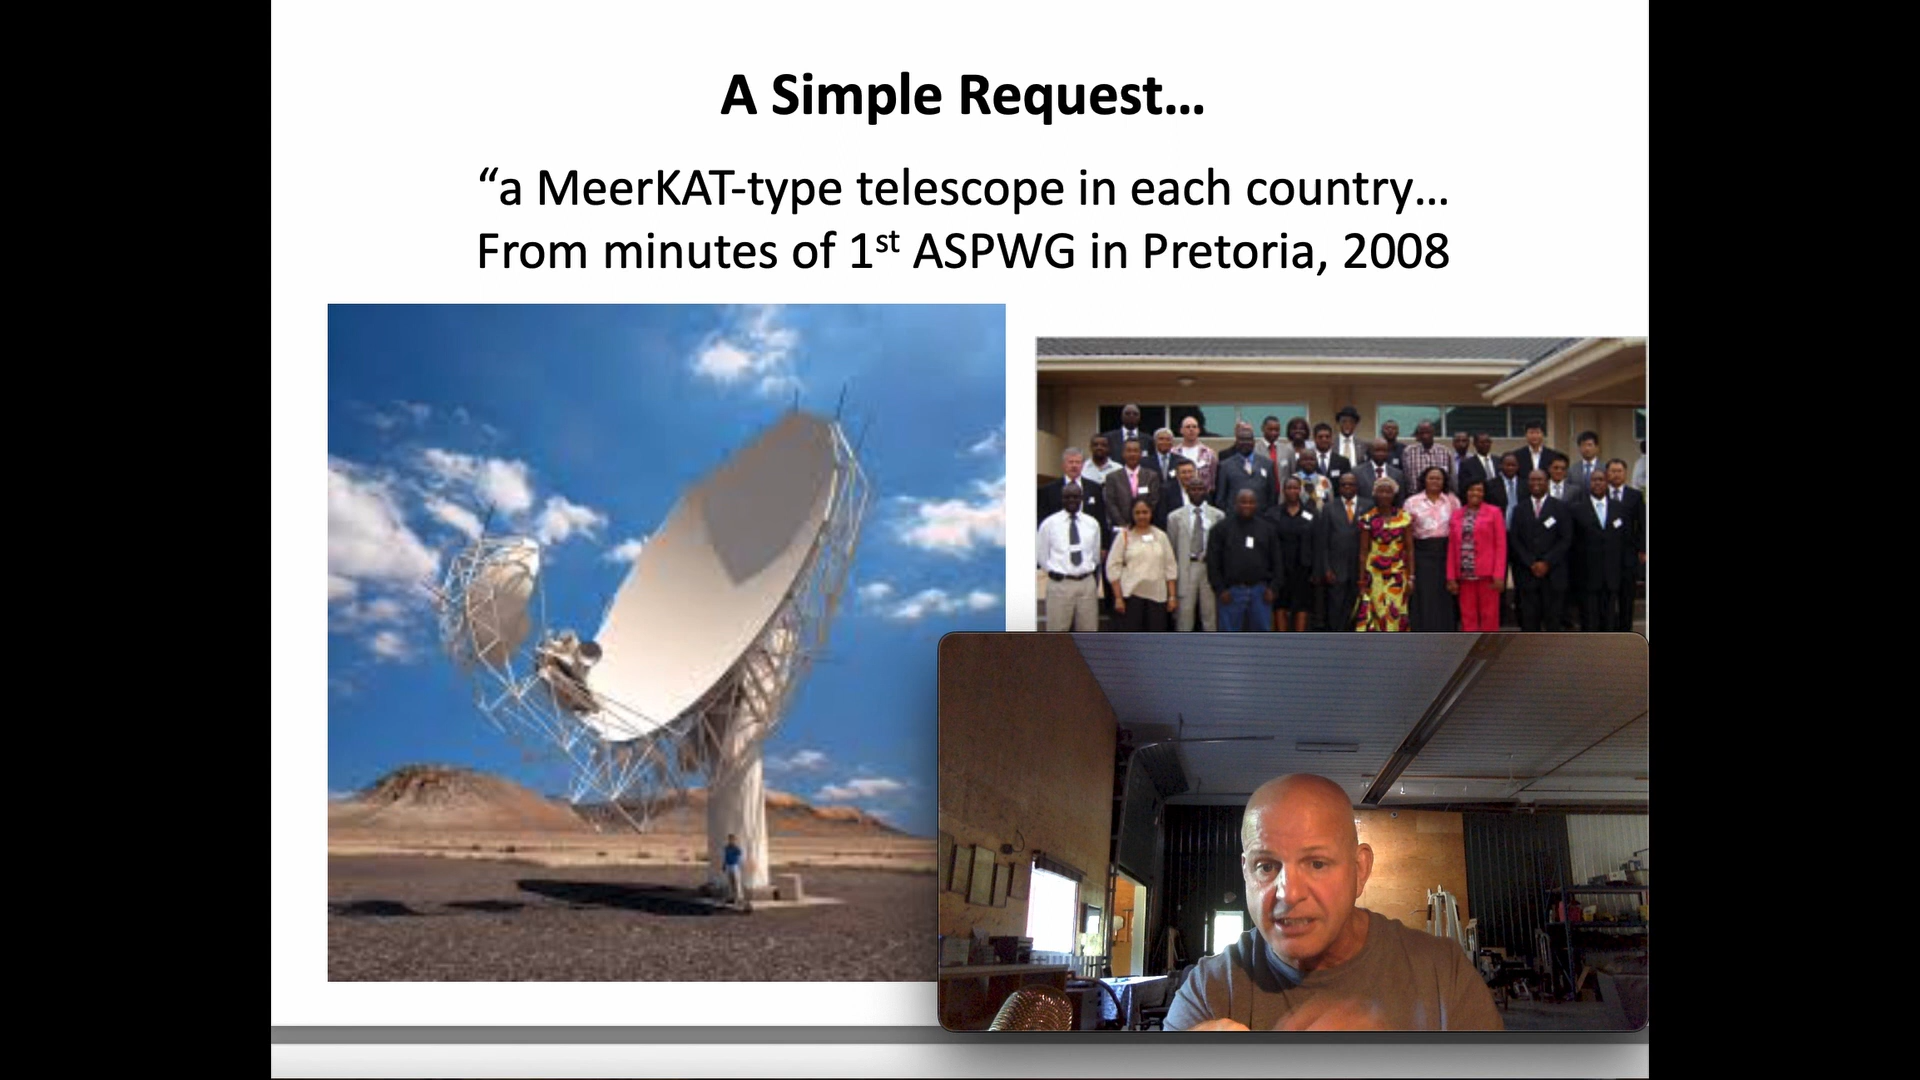 A Simple Request...
“a MeerKAT-type telescope in each country...
From minutes of 1st ASPWG in Pretoria, 2008